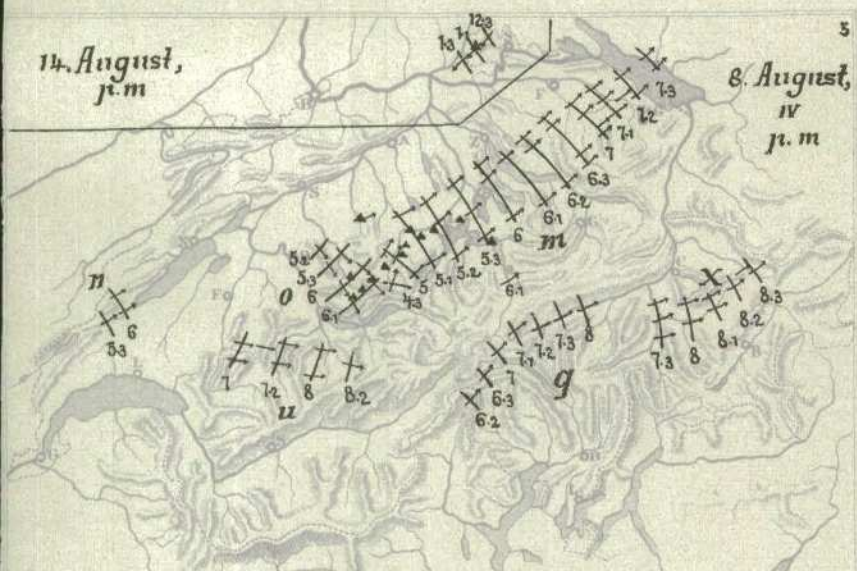 5
14. August,
p.m
8. August,
IV
p.m
1.3 1. 12.3
7.3
7.2
7.1
7
6.3
6.2
6.1
6
m
5.3
5.2
5.1
5
4.3
6.1
5.2
5.3
6
6.1
o
n
6
5.3
7
7.2
8
8.2
u
6.2
6.3
7
7.1
7.2
7.3
8
g
x
7.3
8
8.1
8.2
8.3
F
A
S
F
G
B